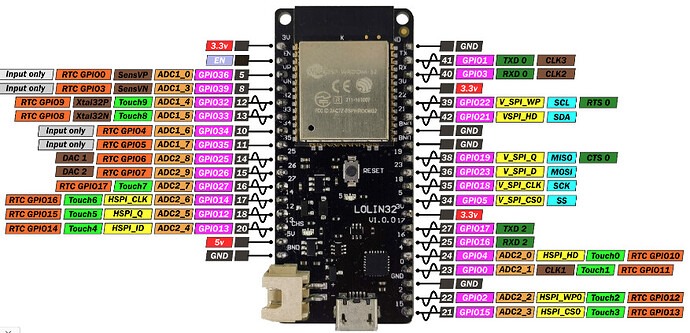 3.3v
EN
Input only RTC GPIO0 SensVP ADC1_0 GPIO36 5
Input only RTC GPIO3 SensVN ADC1_3 GPIO39 8
RTC GPIO9 Xtal32P Touch9 ADC1_4 GPIO32 12
RTC GPIO8 Xtal32N Touch8 ADC1_5 GPIO33 13
Input only RTC GPIO4 ADC1_6 GPIO34 10
Input only RTC GPIO5 ADC1_7 GPIO35 11
DAC 1 RTC GPIO6 ADC2_8 GPIO25 14
DAC 2 RTC GPIO7 ADC2_9 GPIO26 15
RTC GPIO17 Touch7 ADC2_7 GPIO27 16
RTC GPIO16 Touch6 HSPI_CLK ADC2_6 GPIO14 17
RTC GPIO15 Touch5 HSPI_Q ADC2_5 GPIO12 18
RTC GPIO14 Touch4 HSPI_ID ADC2_4 GPIO13 20
5v
GND
RESET
LOLIN32
V1.0.0
CHS
GND
41 GPIO1 TXD 0 CLK3
40 GPIO3 RXD 0 CLK2
3.3v
39 GPIO22 V_SPI_WP SCL RTS 0
42 GPIO21 VSPI_HD SDA
GND
GND
38 GPIO19 V_SPI_Q MISO CTS 0
36 GPIO23 V_SPI_D MOSI
35 GPIO18 V_SPI_CLK SCK
34 GPIO5 V_SPI_CS0 SS
3.3v
27 GPIO17 TXD 2
25 GPIO16 RXD 2
24 GPIO4 ADC2_0 HSPI_HD Touch0 RTC GPIO10
23 GPIO0 ADC2_1 CLK1 Touch1 RTC GPIO11
GND
22 GPIO2 ADC2_2 HSPI_WP0 Touch2 RTC GPIO12
21 GPIO15 ADC2_3 HSPI_CS0 Touch3 RTC GPIO13